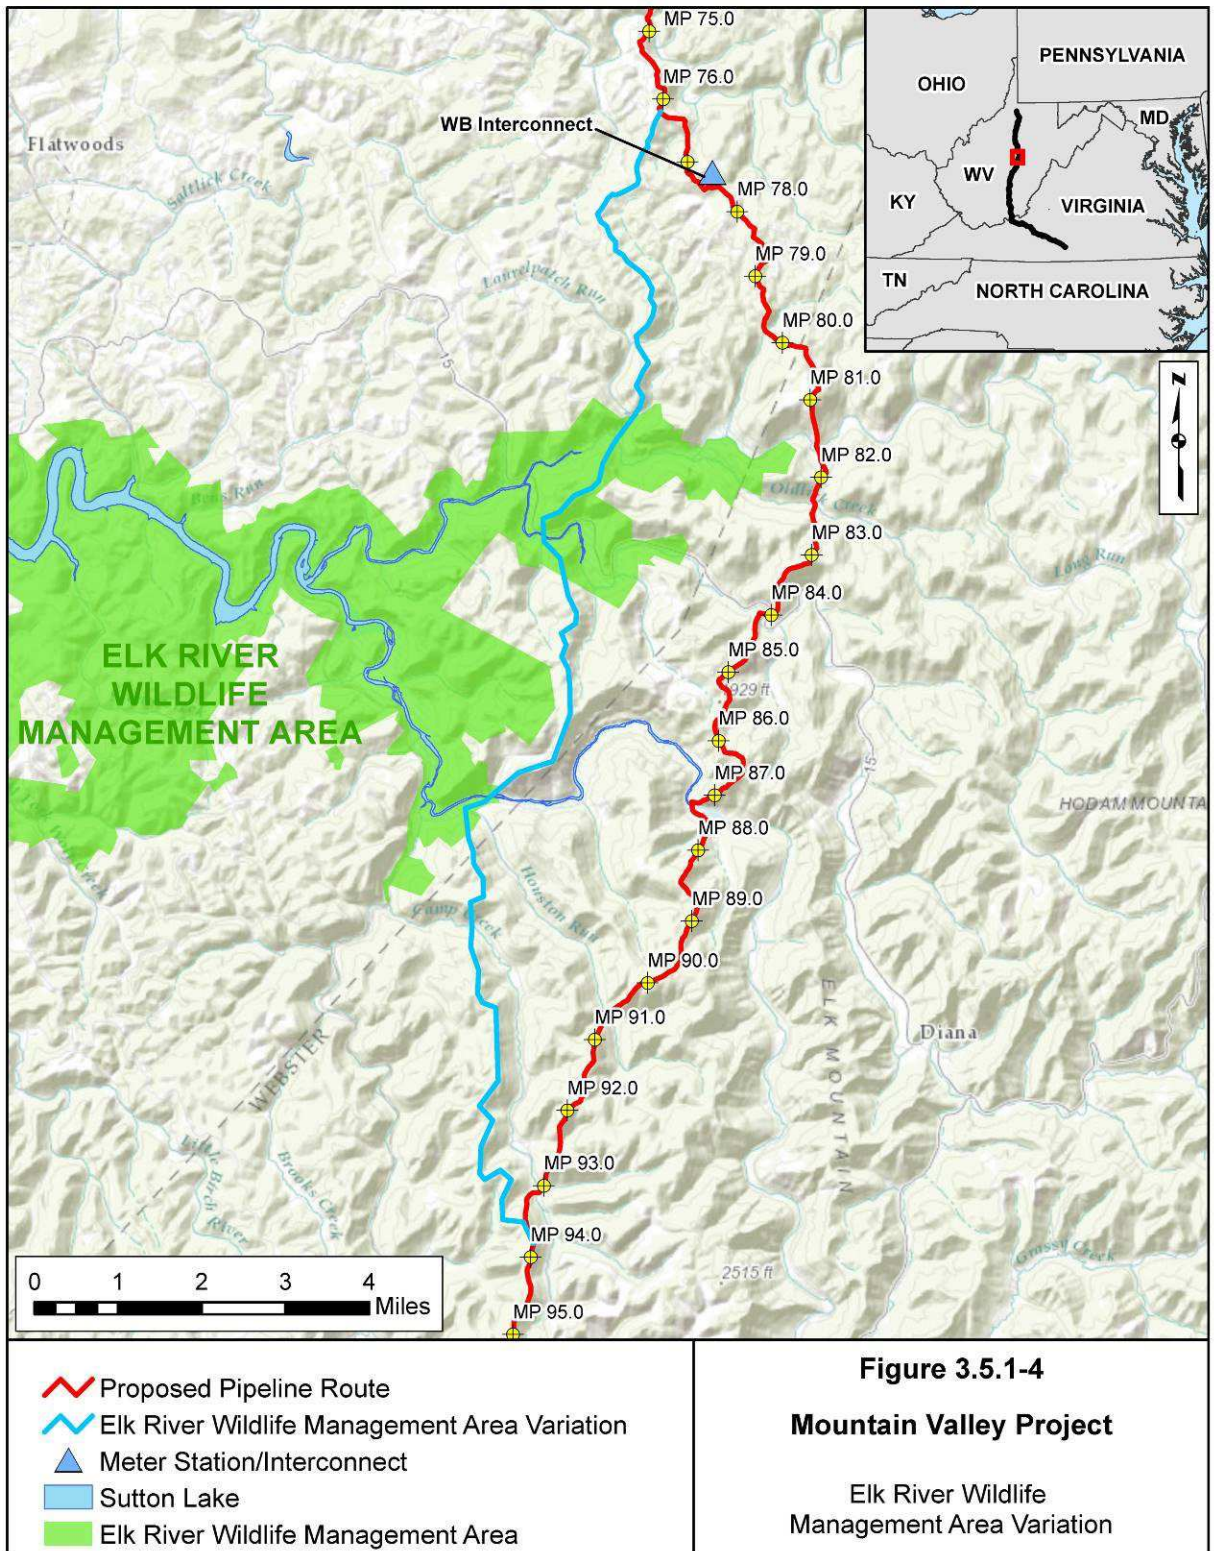 MP 75.0
MP 76.0
WB Interconnect
MP 78.0
MP 79.0
MP 80.0
MP 81.0
MP 82.0
MP 83.0
MP 84.0
MP 85.0
929 ft
MP 86.0
MP 87.0
MP 88.0
MP 89.0
MP 90.0
MP 91.0
MP 92.0
MP 93.0
MP 94.0
MP 95.0
Flatwoods
Saltlick Creek
Laurelpatch Run
15
Bens Run
Oldlick Creek
Long Run
ELK RIVER
WILDLIFE
MANAGEMENT AREA
15
HODAM MOUNTA
Houston Run
Camp Creek
ELK MOUNTAIN
Diana
WEBSTER
Little Birch River
Brooks Creek
Grassy Creek
2515 ft
PENNSYLVANIA
OHIO
MD
WV
KY
VIRGINIA
TN
NORTH CAROLINA
N
0 1 2 3 4
Miles
Proposed Pipeline Route
Elk River Wildlife Management Area Variation
Meter Station/Interconnect
Sutton Lake
Elk River Wildlife Management Area
Figure 3.5.1-4
Mountain Valley Project
Elk River Wildlife
Management Area Variation